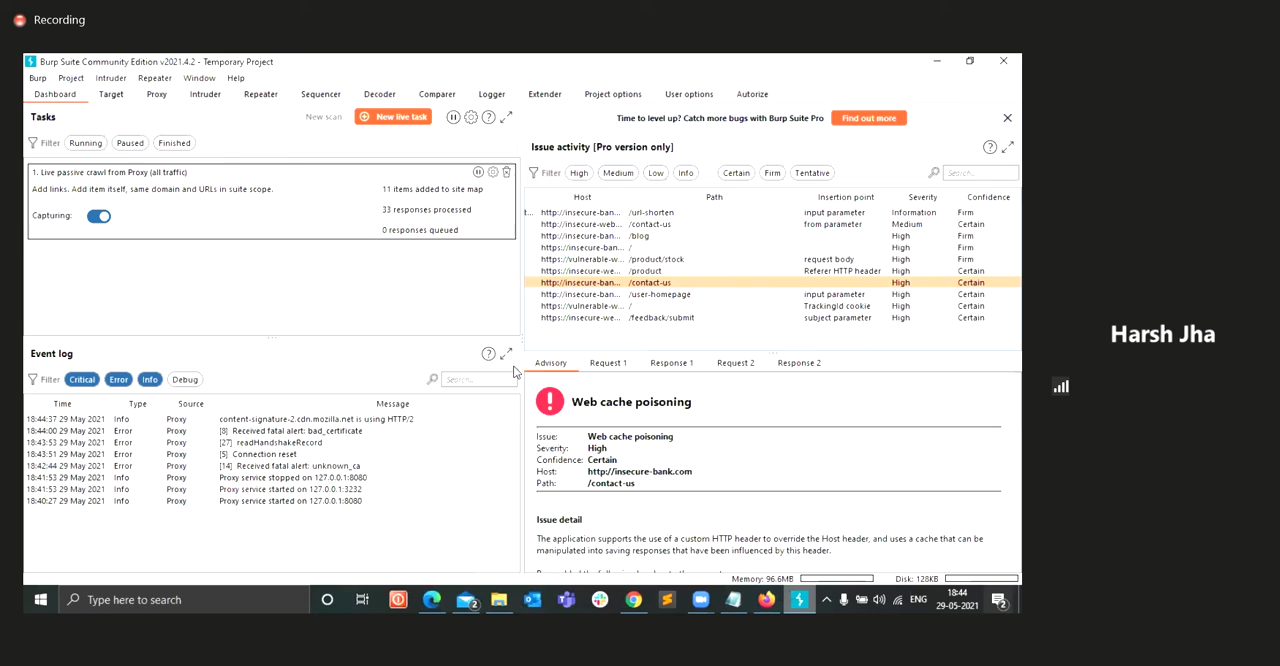 Recording
Burp Suite Community Edition v2021.4.2 - Temporary Project
Burp Project Intruder Repeater Window Help
Dashboard Target Proxy Intruder Repeater Sequencer Decoder Comparer Logger Extender Project options User options Autorize
Tasks New scan New live task
Time to level up? Catch more bugs with Burp Suite Pro Find out more
Filter Running Paused Finished
1. Live passive crawl from Proxy (all traffic)
Add links. Add item itself, same domain and URLs in suite scope.
11 items added to site map
33 responses processed
0 responses queued
Capturing:
Issue activity [Pro version only]
Filter High Medium Low Info Certain Firm Tentative Search...
Host Path Insertion point Severity Confidence
t... http://insecure-ban... /url-shorten input parameter Information Firm
http://insecure-web... /contact-us from parameter Medium Certain
http://insecure-ban... /blog High Firm
https://insecure-ban... / High Firm
https://vulnerable-w... /product/stock request body High Firm
http://insecure-we... /product Referer HTTP header High Certain
http://insecure-ban... /contact-us High Certain
http://insecure-ban... /user-homepage input parameter High Certain
https://vulnerable-w... / TrackingId cookie High Certain
https://insecure-we... /feedback/submit subject parameter High Certain
Event log
Filter Critical Error Info Debug Search...
Time Type Source Message
18:44:37 29 May 2021 Info Proxy content-signature-2.cdn.mozilla.net is using HTTP/2
18:44:00 29 May 2021 Error Proxy [8] Received fatal alert: bad_certificate
18:43:53 29 May 2021 Error Proxy [27] readHandshakeRecord
18:43:51 29 May 2021 Error Proxy [5] Connection reset
18:42:44 29 May 2021 Error Proxy [14] Received fatal alert: unknown_ca
18:41:53 29 May 2021 Info Proxy Proxy service stopped on 127.0.0.1:8080
18:41:53 29 May 2021 Info Proxy Proxy service started on 127.0.0.1:3232
18:40:27 29 May 2021 Info Proxy Proxy service started on 127.0.0.1:8080
Advisory Request 1 Response 1 Request 2 Response 2
Web cache poisoning
Issue: Web cache poisoning
Severity: High
Confidence: Certain
Host: http://insecure-bank.com
Path: /contact-us
Issue detail
The application supports the use of a custom HTTP header to override the Host header, and uses a cache that can be
manipulated into saving responses that have been influenced by this header.
Memory: 96.6MB Disk: 128KB
Type here to search
2
ENG
18:44
29-05-2021
2
Harsh Jha